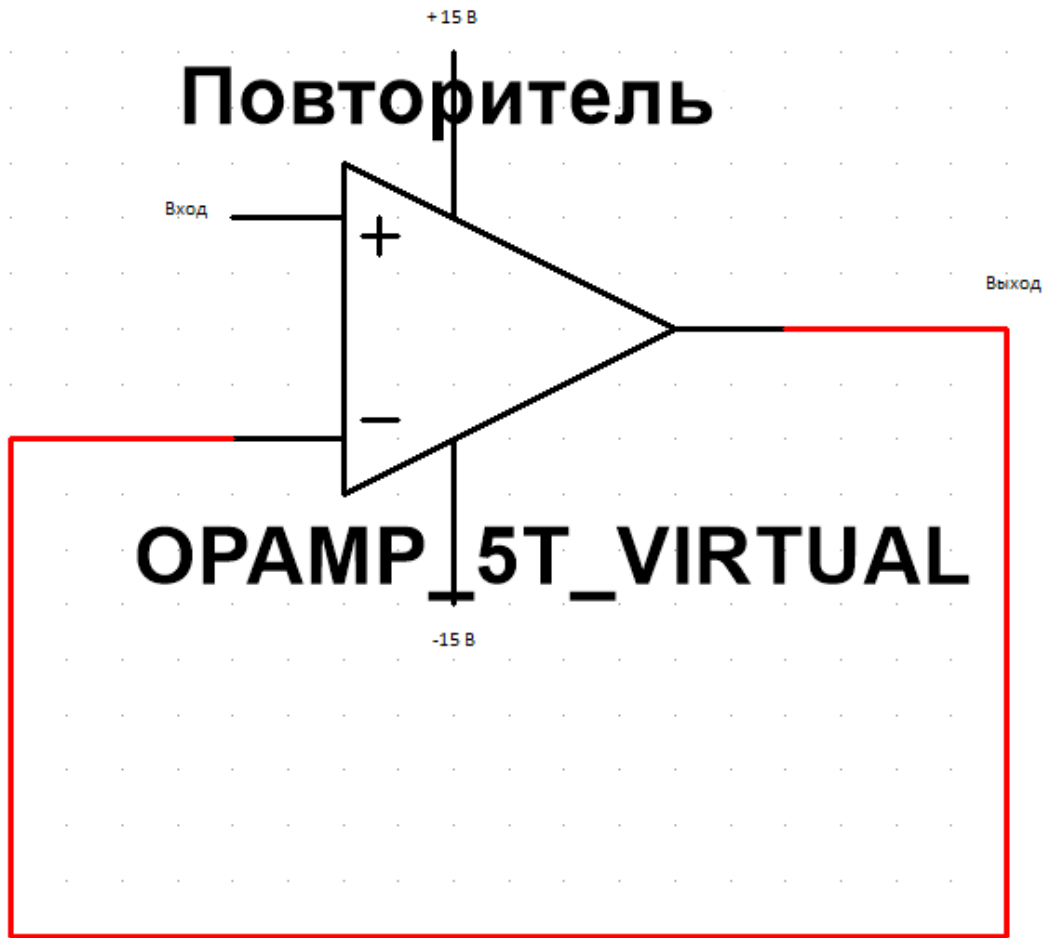 + 15 В
Повторитель
Вход
+
Выход
−
OPAMP_5T_VIRTUAL
-15 В